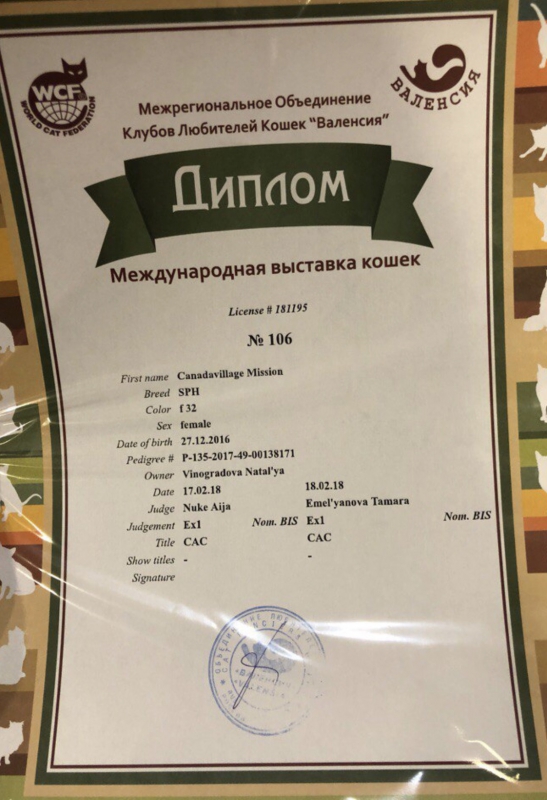 WCF
WORLD CAT FEDERATION
ВАЛЕНСИЯ
Межрегиональное Объединение
Клубов Любителей Кошек "Валенсия"
Диплом
Международная выставка кошек
License # 181195
№ 106
First name Canadavillage Mission
Breed SPH
Color f 32
Sex female
Date of birth 27.12.2016
Pedigree # P-135-2017-49-00138171
Owner Vinogradova Natal'ya
Date 17.02.18 18.02.18
Judge Nuke Aija Emel'yanova Tamara
Judgement Ex1 Nom. BIS Ex1 Nom. BIS
Title CAC CAC
Show titles - -
Signature